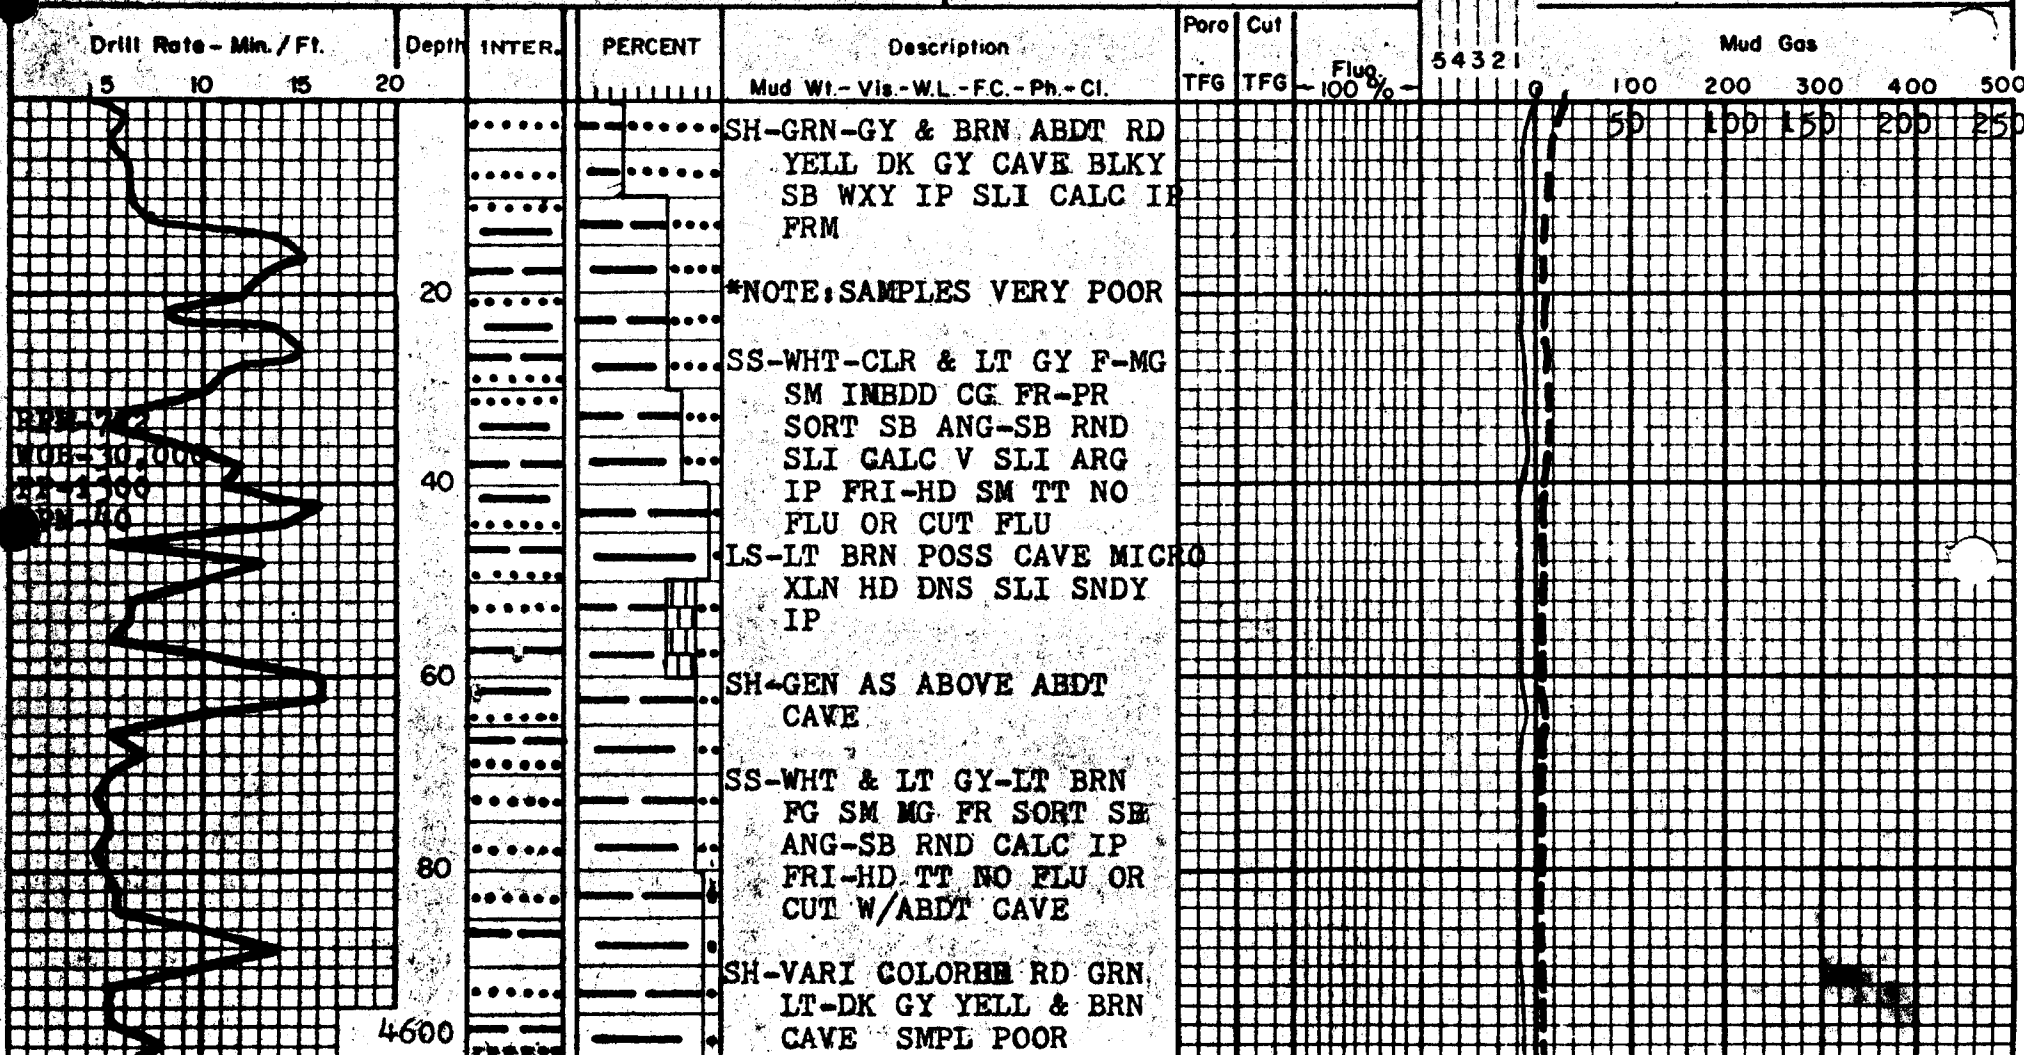 Drill Rate - Min. / Ft.
5 10 15 20
Depth
INTER.
PERCENT
Description
Mud Wt.- Vis.- W.L. - F.C. - Ph. - Cl.
Poro
TFG
Cut
TFG
Flug.
100 %
5 4 3 2 1
Mud Gas
0 100 200 300 400 500
50 100 150 200 250
SH-GRN-GY & BRN ABDT RD
YELL DK GY CAVE BLKY
SB WXY IP SLI CALC IP
FRM
20
*NOTE:SAMPLES VERY POOR
SS-WHT-CLR & LT GY F-MG
SM INBDD CG FR-PR
SORT SB ANG-SB RND
SLI CALC V SLI ARG
IP FRI-HD SM TT NO
FLU OR CUT FLU
WOB-30,000
40
LS-LT BRN POSS CAVE MICRO
XLN HD DNS SLI SNDY
IP
60
SH-GEN AS ABOVE ABDT
CAVE
SS-WHT & LT GY-LT BRN
FG SM MG FR SORT SB
ANG-SB RND CALC IP
FRI-HD TT NO FLU OR
CUT W/ABDT CAVE
80
SH-VARI COLORED RD GRN
LT-DK GY YELL & BRN
CAVE SMPL POOR
4600